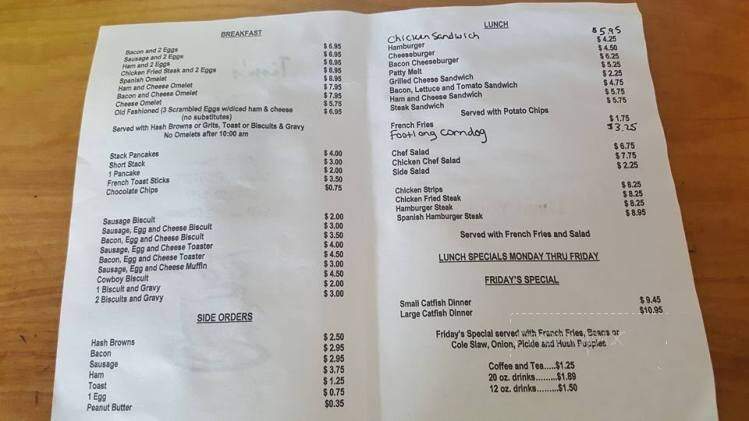 BREAKFAST
Bacon and 2 Eggs $ 6.95
Sausage and 2 Eggs $ 6.95
Ham and 2 Eggs $ 6.95
Chicken Fried Steak and 2 Eggs $ 8.95
Spanish Omelet $ 8.95
Ham and Cheese Omelet $ 7.95
Bacon and Cheese Omelet $ 7.95
Cheese Omelet $ 5.75
Old Fashioned (3 Scrambled Eggs w/diced ham & cheese $ 6.95
(no substitutes)
Served with Hash Browns or Grits, Toast or Biscuits & Gravy
No Omelets after 10:00 am
Stack Pancakes $ 4.00
Short Stack $ 3.00
1 Pancake $ 2.00
French Toast Sticks $ 3.50
Chocolate Chips $0.75
Sausage Biscuit $ 2.00
Sausage, Egg and Cheese Biscuit $ 3.00
Bacon, Egg and Cheese Biscuit $ 3.50
Sausage, Egg and Cheese Toaster $ 4.00
Bacon, Egg and Cheese Toaster $ 4.50
Sausage, Egg and Cheese Muffin $ 3.00
Cowboy Biscuit $ 4.50
1 Biscuit and Gravy $ 2.00
2 Biscuits and Gravy $ 3.00
SIDE ORDERS
Hash Browns $ 2.50
Bacon $ 2.95
Sausage $ 2.95
Ham $ 3.75
Toast $ 1.25
1 Egg $ 0.75
Peanut Butter $0.35
LUNCH
Chicken Sandwich $5.95
Hamburger $ 4.25
Cheeseburger $ 4.50
Bacon Cheeseburger $ 6.25
Patty Melt $ 5.25
Grilled Cheese Sandwich $ 2.25
Bacon, Lettuce and Tomato Sandwich $ 4.75
Ham and Cheese Sandwich $ 5.75
Steak Sandwich $ 5.75
Served with Potato Chips
French Fries $ 1.75
Footlong Corndog $3.25
Chef Salad $ 6.75
Chicken Chef Salad $ 7.75
Side Salad $ 2.25
Chicken Strips $ 8.25
Chicken Fried Steak $ 8.25
Hamburger Steak $ 8.25
Spanish Hamburger Steak $ 8.95
Served with French Fries and Salad
LUNCH SPECIALS MONDAY THRU FRIDAY
FRIDAY'S SPECIAL
Small Catfish Dinner $ 9.45
Large Catfish Dinner $10.95
Friday's Special served with French Fries, Beans or
Cole Slaw, Onion, Pickle and Hush Puppies
Coffee and Tea.....$1.25
20 oz. drinks.........$1.89
12 oz. drinks.........$1.50